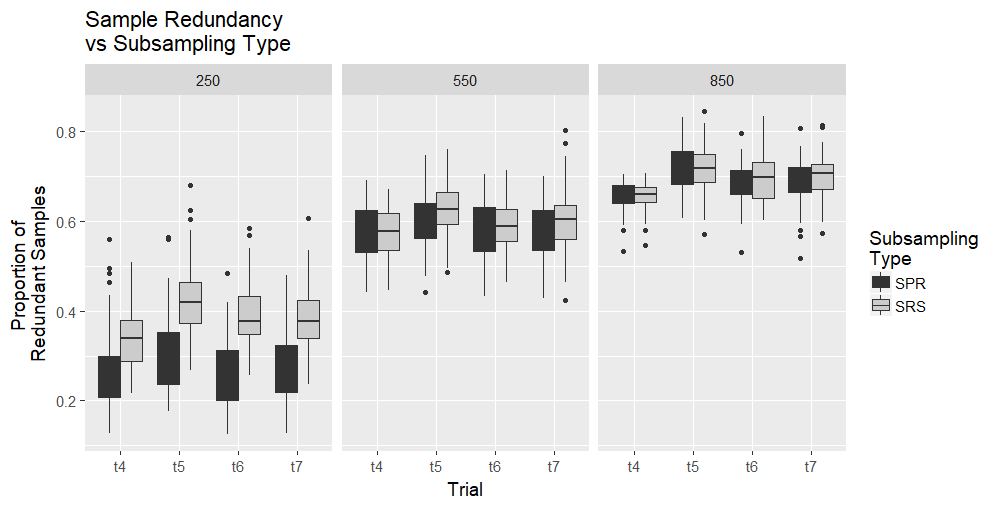 Sample Redundancy
vs Subsampling Type
250
550
850
Proportion of
Redundant Samples
0.8
0.6
0.4
0.2
t4
t5
t6
t7
t4
t5
t6
t7
t4
t5
t6
t7
Trial
Subsampling
Type
SPR
SRS